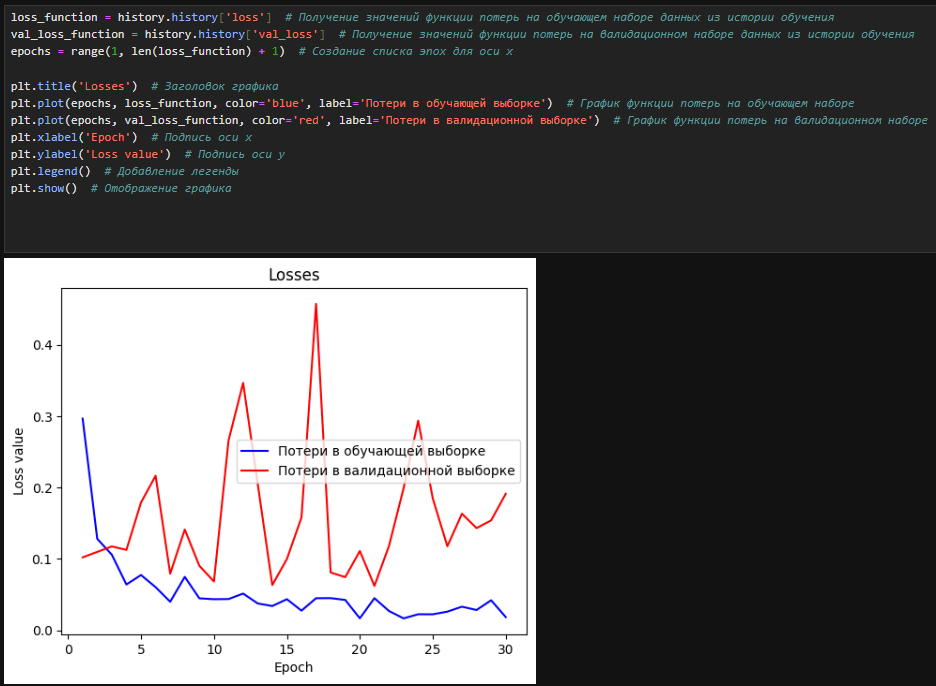 loss_function = history.history['loss']  # Получение значений функции потерь на обучающем наборе данных из истории обучения
val_loss_function = history.history['val_loss']  # Получение значений функции потерь на валидационном наборе данных из истории обучения
epochs = range(1, len(loss_function) + 1)  # Создание списка эпох для оси x
plt.title('Losses')  # Заголовок графика
plt.plot(epochs, loss_function, color='blue', label='Потери в обучающей выборке')  # График функции потерь на обучающем наборе
plt.plot(epochs, val_loss_function, color='red', label='Потери в валидационной выборке')  # График функции потерь на валидационном наборе
plt.xlabel('Epoch')  # Подпись оси x
plt.ylabel('Loss value')  # Подпись оси y
plt.legend()  # Добавление легенды
plt.show()  # Отображение графика
Losses
Loss value
0.4
0.3
0.2
0.1
0.0
Потери в обучающей выборке
Потери в валидационной выборке
0 5 10 15 20 25 30
Epoch